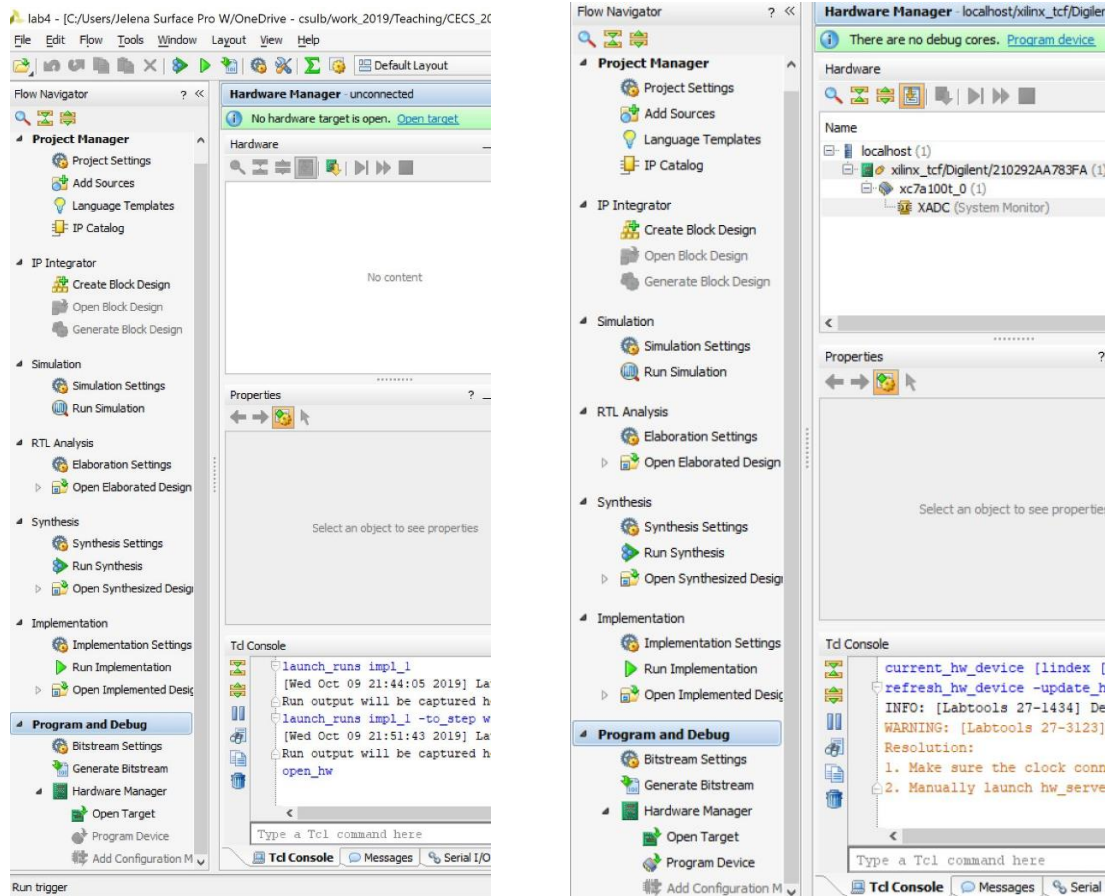 lab4 - [C:/Users/Jelena Surface Pro W/OneDrive - csulb/work_2019/Teaching/CECS_20
File Edit Flow Tools Window Layout View Help
Default Layout
Flow Navigator ? «
Project Manager
Project Settings
Add Sources
Language Templates
IP Catalog
IP Integrator
Create Block Design
Open Block Design
Generate Block Design
Simulation
Simulation Settings
Run Simulation
RTL Analysis
Elaboration Settings
Open Elaborated Design
Synthesis
Synthesis Settings
Run Synthesis
Open Synthesized Desig
Implementation
Implementation Settings
Run Implementation
Open Implemented Desig
Program and Debug
Bitstream Settings
Generate Bitstream
Hardware Manager
Open Target
Program Device
Add Configuration M
Run trigger
Hardware Manager - unconnected
No hardware target is open. Open target
Hardware
No content
Properties ?
Select an object to see properties
Tcl Console
launch_runs impl_1
[Wed Oct 09 21:44:05 2019] La
Run output will be captured h
launch_runs impl_1 -to_step w
[Wed Oct 09 21:51:43 2019] La
Run output will be captured h
open_hw
Type a Tcl command here
Tcl Console Messages Serial I/O
Flow Navigator ? «
Project Manager
Project Settings
Add Sources
Language Templates
IP Catalog
IP Integrator
Create Block Design
Open Block Design
Generate Block Design
Simulation
Simulation Settings
Run Simulation
RTL Analysis
Elaboration Settings
Open Elaborated Design
Synthesis
Synthesis Settings
Run Synthesis
Open Synthesized Desig
Implementation
Implementation Settings
Run Implementation
Open Implemented Desig
Program and Debug
Bitstream Settings
Generate Bitstream
Hardware Manager
Open Target
Program Device
Add Configuration M
Hardware Manager - localhost/xilinx_tcf/Digiler
There are no debug cores. Program device
Hardware
Name
localhost (1)
xilinx_tcf/Digilent/210292AA783FA (1)
xc7a100t_0 (1)
XADC (System Monitor)
Properties ?
Select an object to see propertie
Tcl Console
current_hw_device [lindex [
refresh_hw_device -update_h
INFO: [Labtools 27-1434] De
WARNING: [Labtools 27-3123]
Resolution:
1. Make sure the clock conn
2. Manually launch hw_serve
Type a Tcl command here
Tcl Console Messages Serial